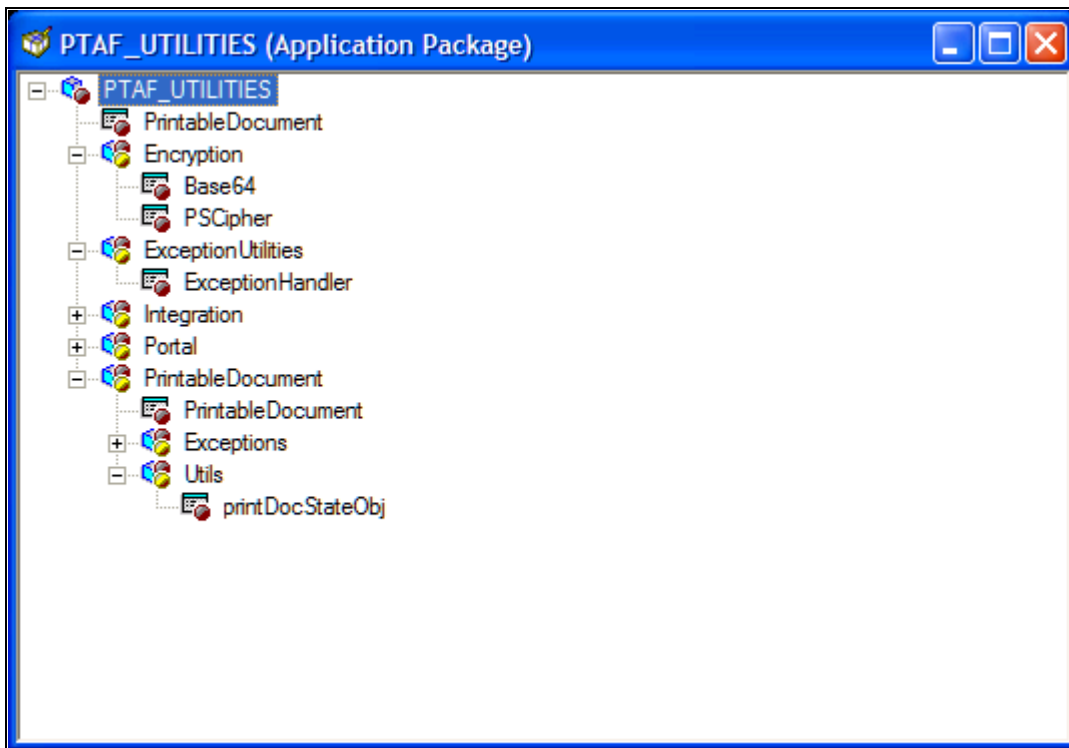 PTAF_UTILITIES (Application Package)
PTAF_UTILITIES
PrintableDocument
Encryption
Base64
PSCipher
ExceptionUtilities
ExceptionHandler
Integration
Portal
PrintableDocument
PrintableDocument
Exceptions
Utils
printDocStateObj